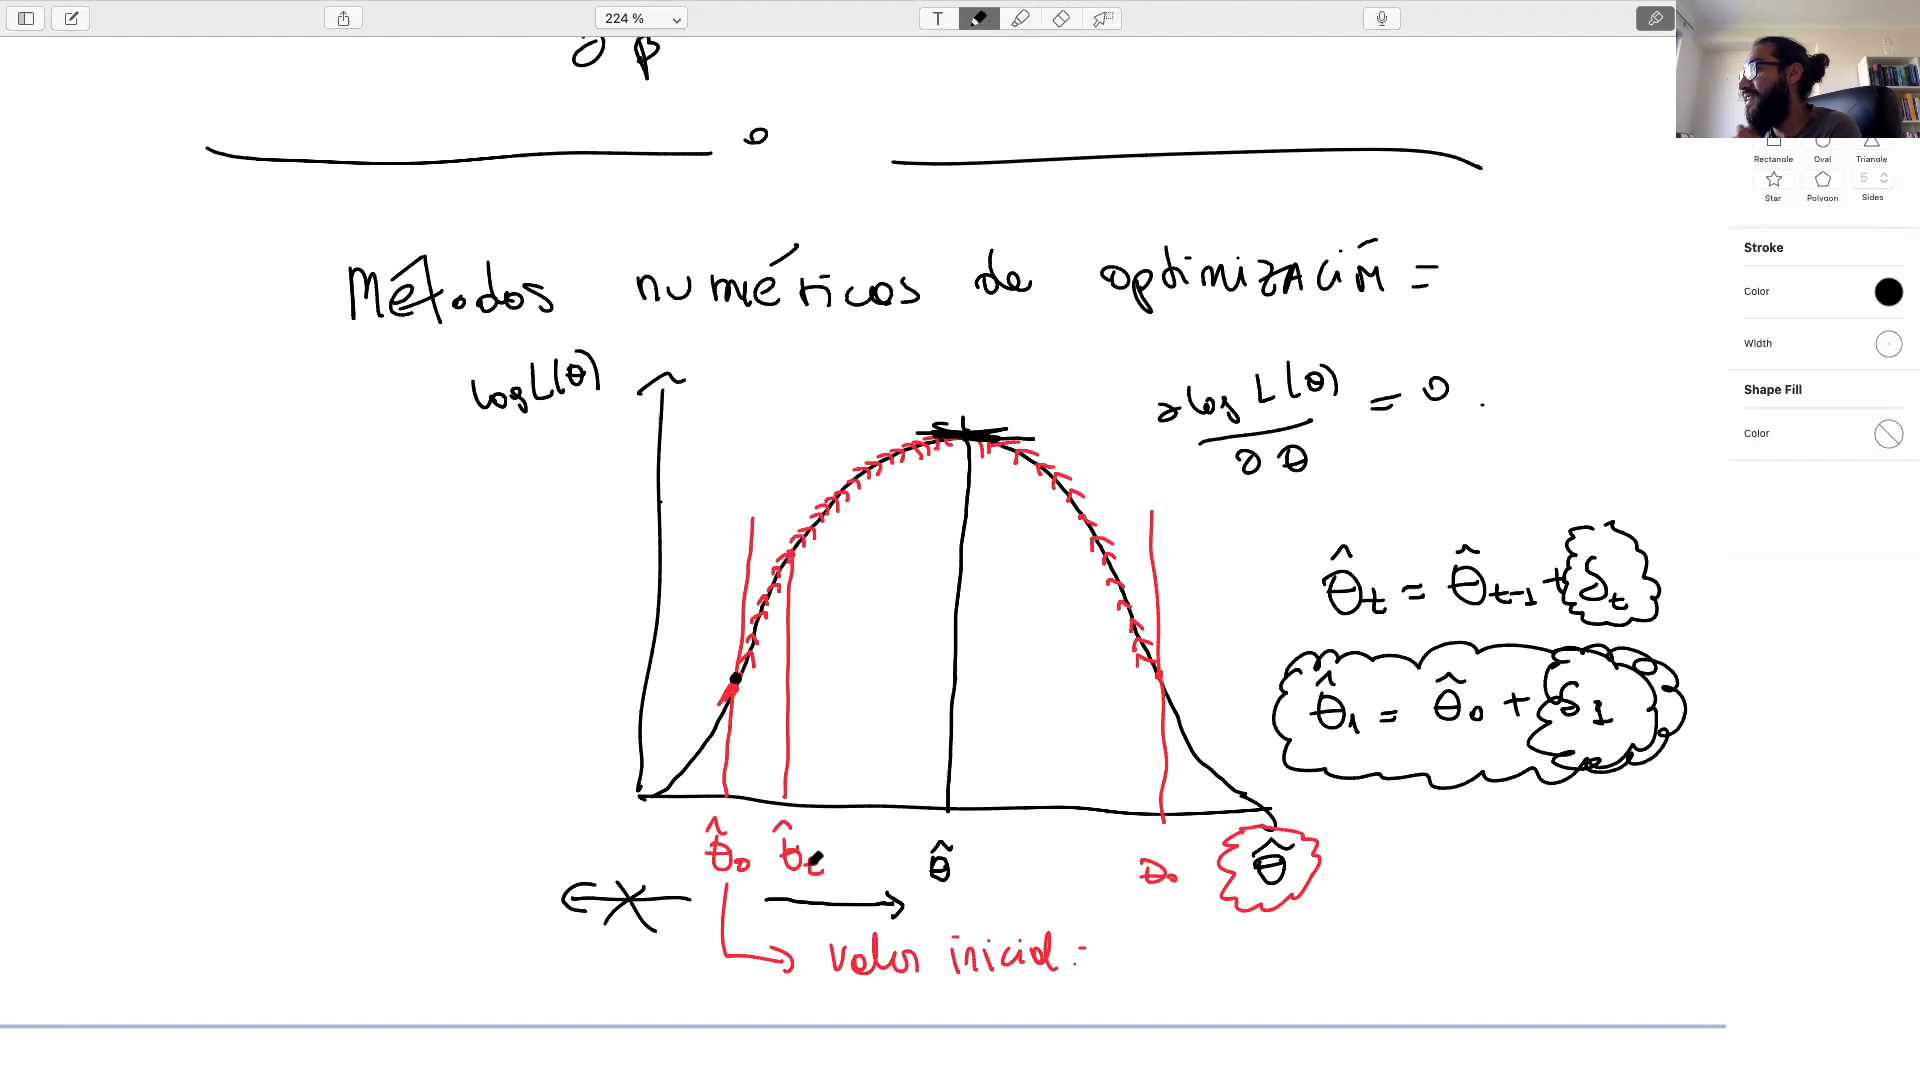 224 %
T
∂ β
Rectangle Oval Triangle
5
Star Polygon Sides
Métodos numéricos de optimización =
Stroke
Color
Width
Shape Fill
Color
log L(θ)
∂ log L(θ) = 0
∂ θ
θ̂t = θ̂t-1 + δt
θ̂1 = θ̂0 + δ1
θ̂0 θ̂t θ̂ θ0 θ̂
valor inicial :